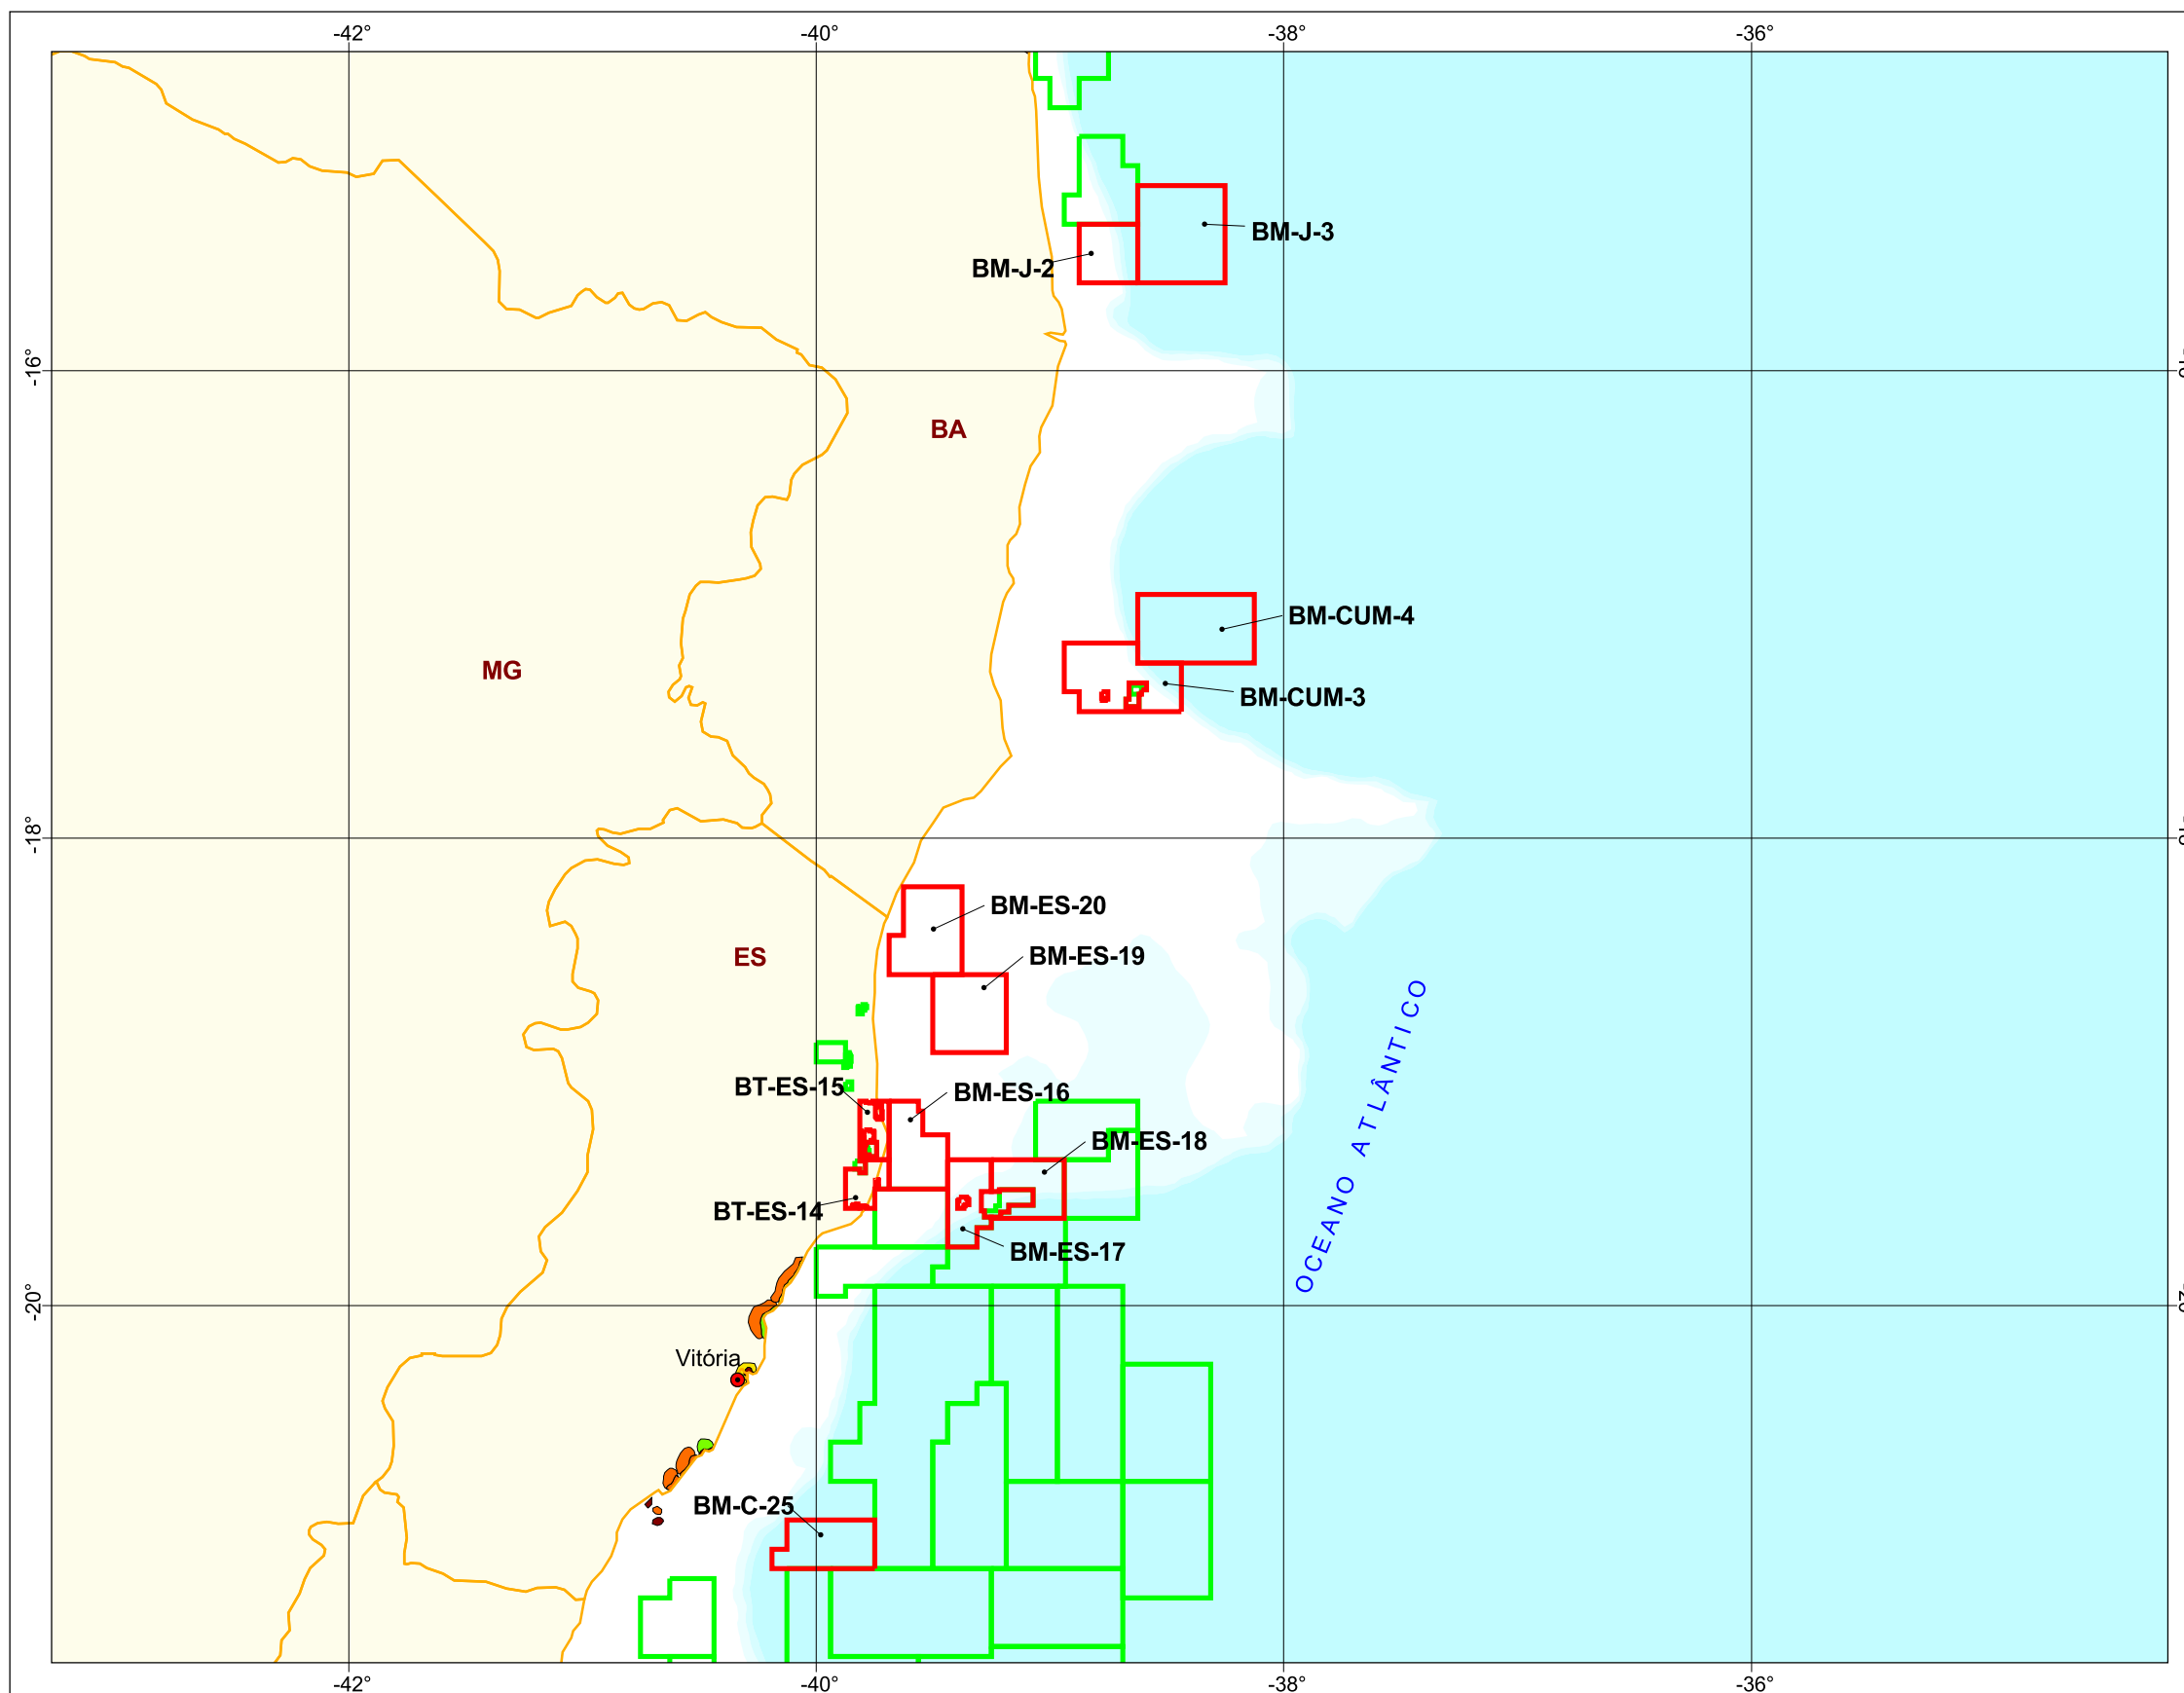 -42°
-40°
-38°
-36°
BM-J-3
BM-J-2
-16°
BA
BM-CUM-4
MG
BM-CUM-3
-18°
BM-ES-20
BM-ES-19
ES
BT-ES-15
BM-ES-16
BM-ES-18
BT-ES-14
BM-ES-17
OCEANO ATLÂNTICO
-20°
Vitória
BM-C-25
-42°
-40°
-38°
-36°